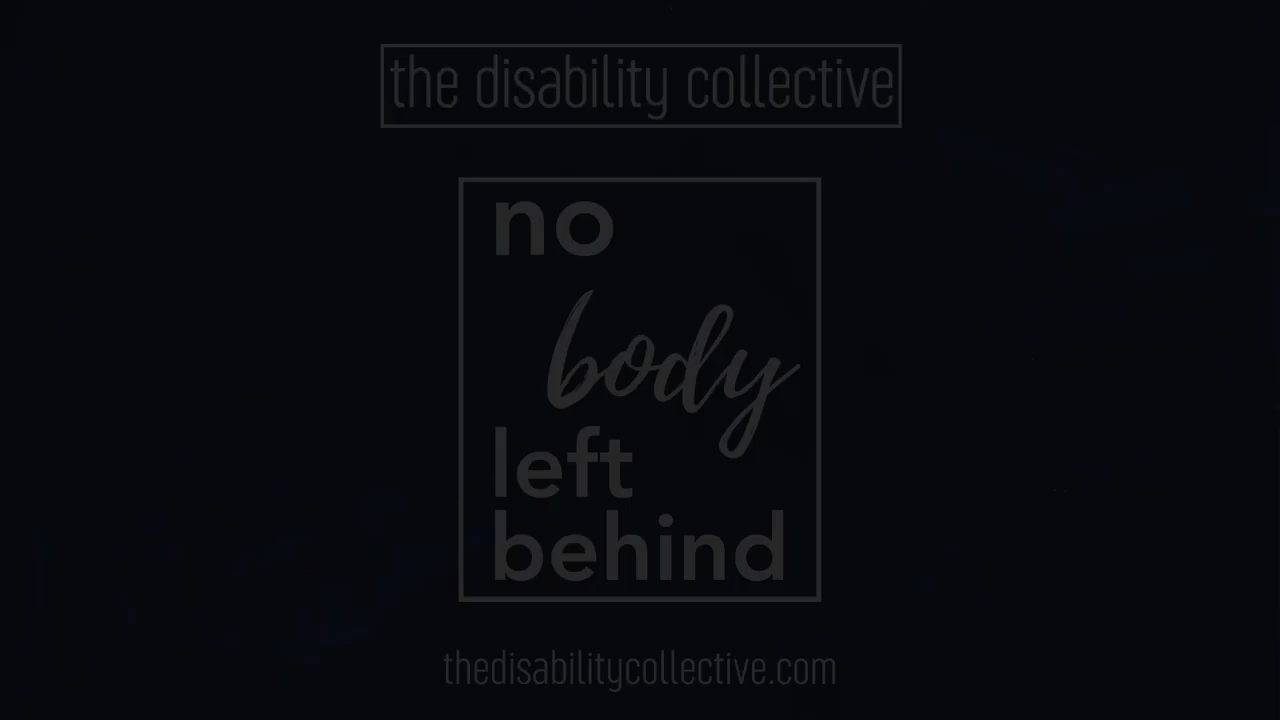 the disability collective
no
body
left
behind
thedisabilitycollective.com